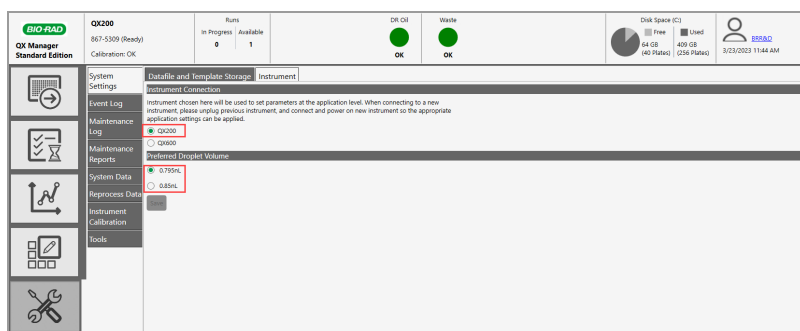 BIO-RAD
QX Manager
Standard Edition
QX200
867-5309 (Ready)
Calibration: OK
Runs
In Progress Available
0 1
DR Oil
OK
Waste
OK
Disk Space (C:)
Free Used
64 GB 409 GB
(40 Plates) (256 Plates)
BRR&D
3/23/2023 11:44 AM
System
Settings
Event Log
Maintenance
Log
Maintenance
Reports
System Data
Reprocess Data
Instrument
Calibration
Tools
Datafile and Template Storage Instrument
Instrument Connection
Instrument chosen here will be used to set parameters at the application level. When connecting to a new
instrument, please unplug previous instrument, and connect and power on new instrument so the appropriate
application settings can be applied.
QX200
QX600
Preferred Droplet Volume
0.795nL
0.85nL
Save